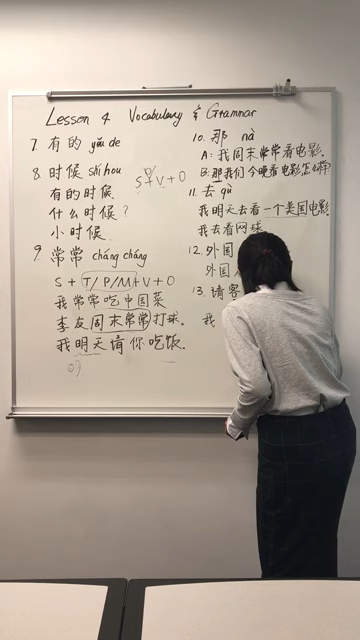 Lesson 4 Vocabulary & Grammar
7. 有的 yǒu de
8. 时候 shí hou
有的时候
什么时候?
小时候
S+V+O
9. 常常 cháng cháng
S + T/P/M+V+O
我常常吃中国菜
李友周末常常打球.
我明天请你吃饭.
10. 那 nà
A: 我周末常常看电影.
B: 那我们今晚看电影怎么样?
11. 去 qù
我明天去看一个美国电影
我去看网球
12. 外国
外国
13. 请客
我